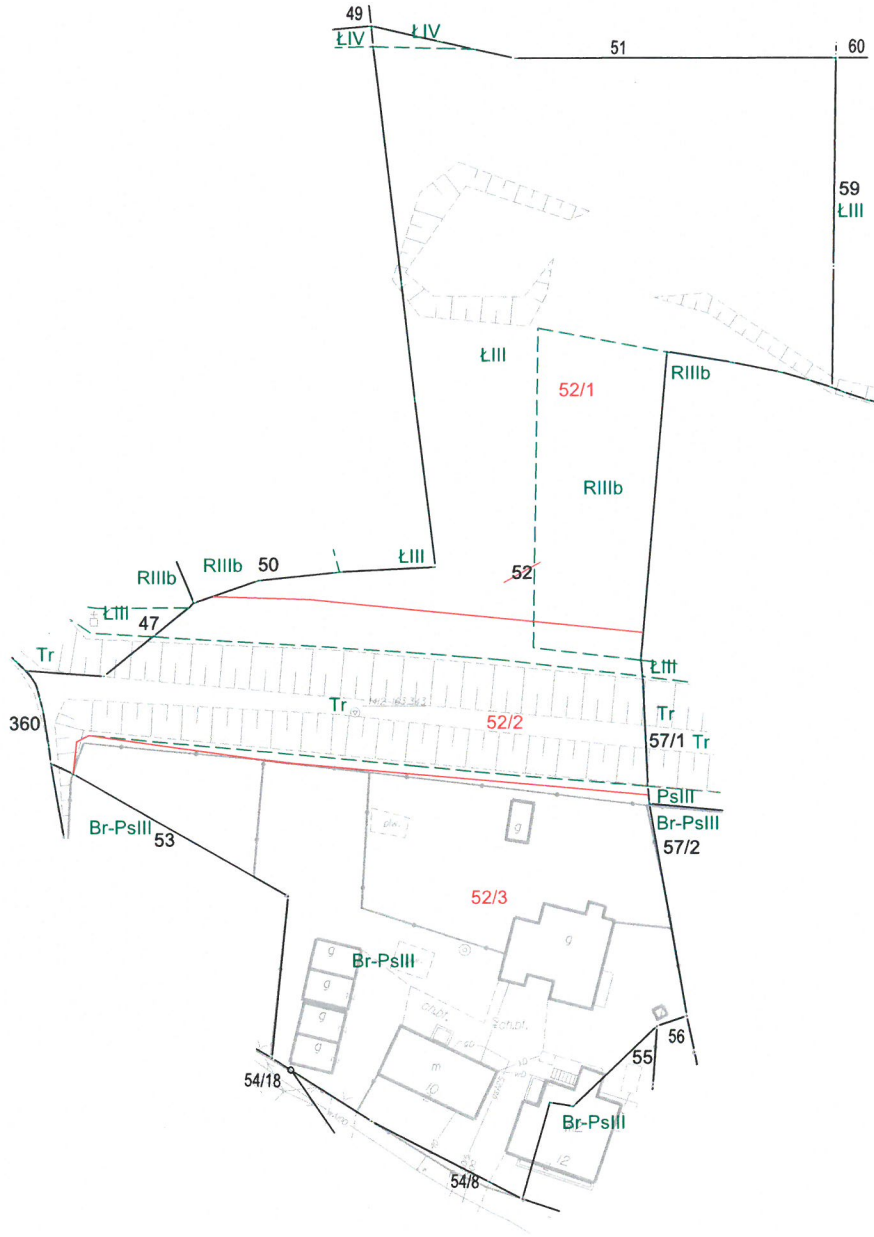 49
ŁIV
ŁIV
51
60
59
ŁIII
ŁIII
RIIIb
52/1
RIIIb
52
50
RIIIb
RIIIb
ŁIII
ŁIII
47
ŁIII
Tr
Tr
52/2
Tr
360
57/1
Tr
PsIII
Br-PsIII
53
Br-PsIII
57/2
g
52/3
g
Br-PsIII
g
g
g
g
m
10
56
55
54/18
Br-PsIII
12
54/8